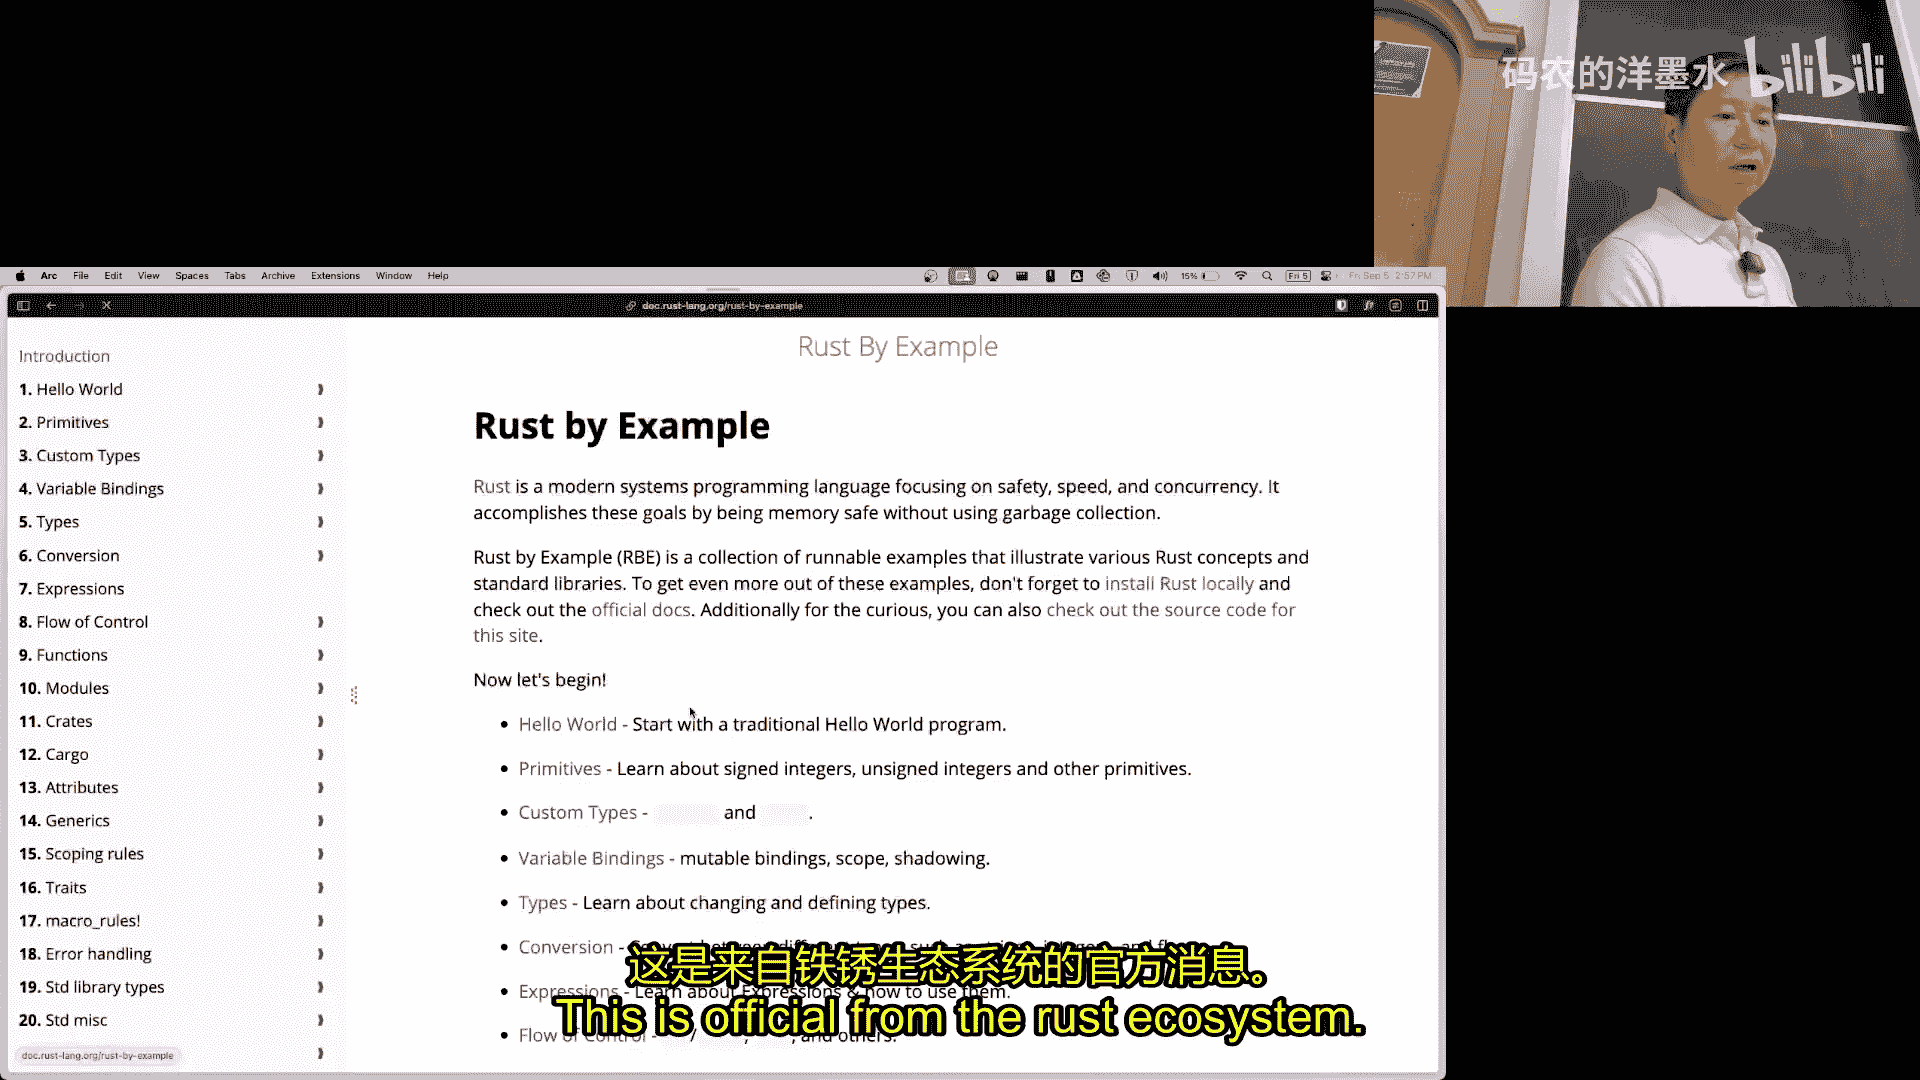 码农的洋墨水 bilibili
Arc File Edit View Spaces Tabs Archive Extensions Window Help
15% Fri 5 Fri Sep 5 2:57 PM
doc.rust-lang.org/rust-by-example
Introduction
1. Hello World
2. Primitives
3. Custom Types
4. Variable Bindings
5. Types
6. Conversion
7. Expressions
8. Flow of Control
9. Functions
10. Modules
11. Crates
12. Cargo
13. Attributes
14. Generics
15. Scoping rules
16. Traits
17. macro_rules!
18. Error handling
19. Std library types
20. Std misc
doc.rust-lang.org/rust-by-example
Rust By Example
Rust by Example
Rust is a modern systems programming language focusing on safety, speed, and concurrency. It
accomplishes these goals by being memory safe without using garbage collection.
Rust by Example (RBE) is a collection of runnable examples that illustrate various Rust concepts and
standard libraries. To get even more out of these examples, don't forget to install Rust locally and
check out the official docs. Additionally for the curious, you can also check out the source code for
this site.
Now let's begin!
• Hello World - Start with a traditional Hello World program.
• Primitives - Learn about signed integers, unsigned integers and other primitives.
• Custom Types - and .
• Variable Bindings - mutable bindings, scope, shadowing.
• Types - Learn about changing and defining types.
• Conversion -
• Expressions - Learn about Expressions & how to use them.
• Flow of Control - / , , and others.
这是来自铁锈生态系统的官方消息。
This is official from the rust ecosystem.